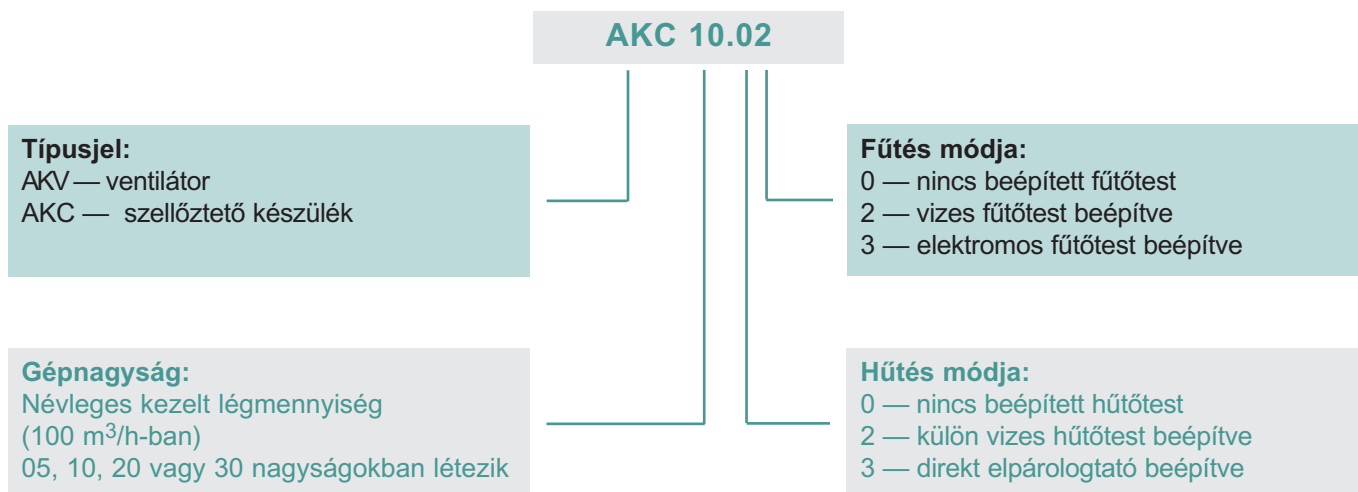 AKC 10.02
Típusjel:
AKV — ventilátor
AKC — szellőztető készülék
Fűtés módja:
0 — nincs beépített fűtőtest
2 — vizes fűtőtest beépítve
3 — elektromos fűtőtest beépítve
Gépnagyság:
Névleges kezelt légmennyiség
(100 m³/h-ban)
05, 10, 20 vagy 30 nagyságokban létezik
Hűtés módja:
0 — nincs beépített hűtőtest
2 — külön vizes hűtőtest beépítve
3 — direkt elpárologtató beépítve